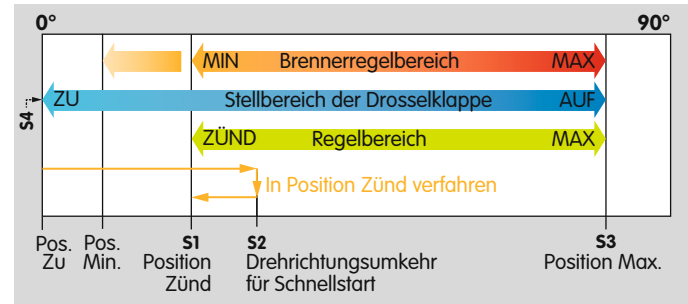 0° 90°
MIN Brennerregelbereich MAX
ZU Stellbereich der Drosselklappe AUF
S4
ZÜND Regelbereich MAX
In Position Zünd verfahren
Pos. Zu
Pos. Min.
S1
Position
Zünd
S2
Drehrichtungsumkehr
für Schnellstart
S3
Position Max.